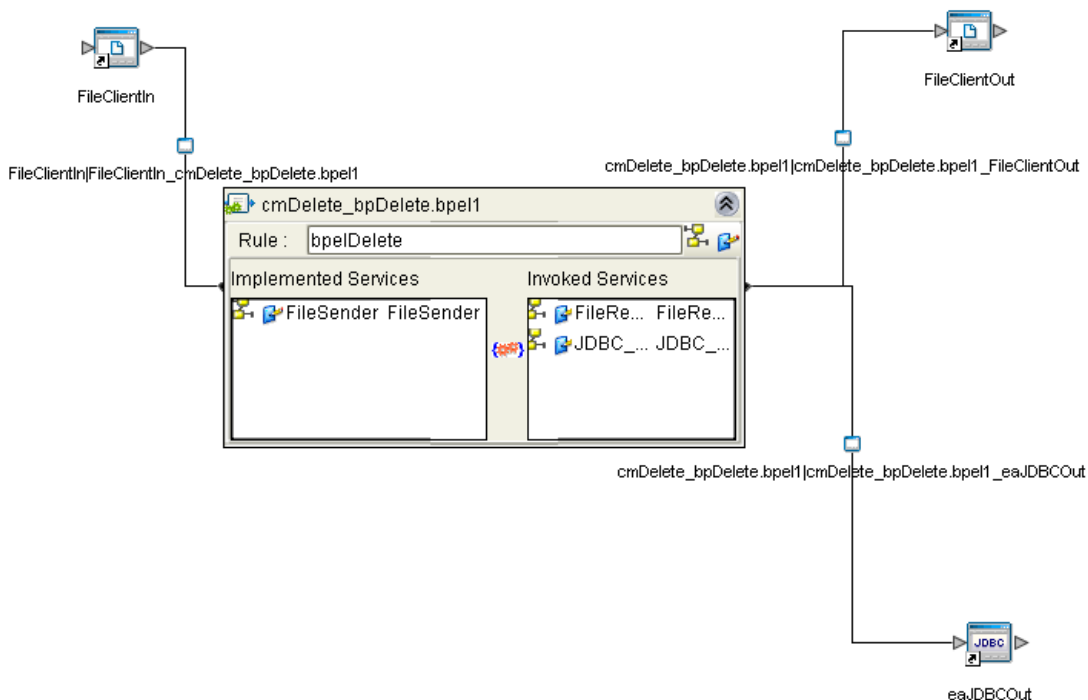 FileClientIn
FileClientOut
FileClientIn|FileClientIn_cmDelete_bpDelete.bpel1
cmDelete_bpDelete.bpel1|cmDelete_bpDelete.bpel1_FileClientOut
cmDelete_bpDelete.bpel1
Rule : bpelDelete
Implemented Services Invoked Services
FileSender FileSender FileRe... FileRe...
JDBC_... JDBC_...
cmDelete_bpDelete.bpel1|cmDelete_bpDelete.bpel1_eaJDBCOut
JDBC
eaJDBCOut